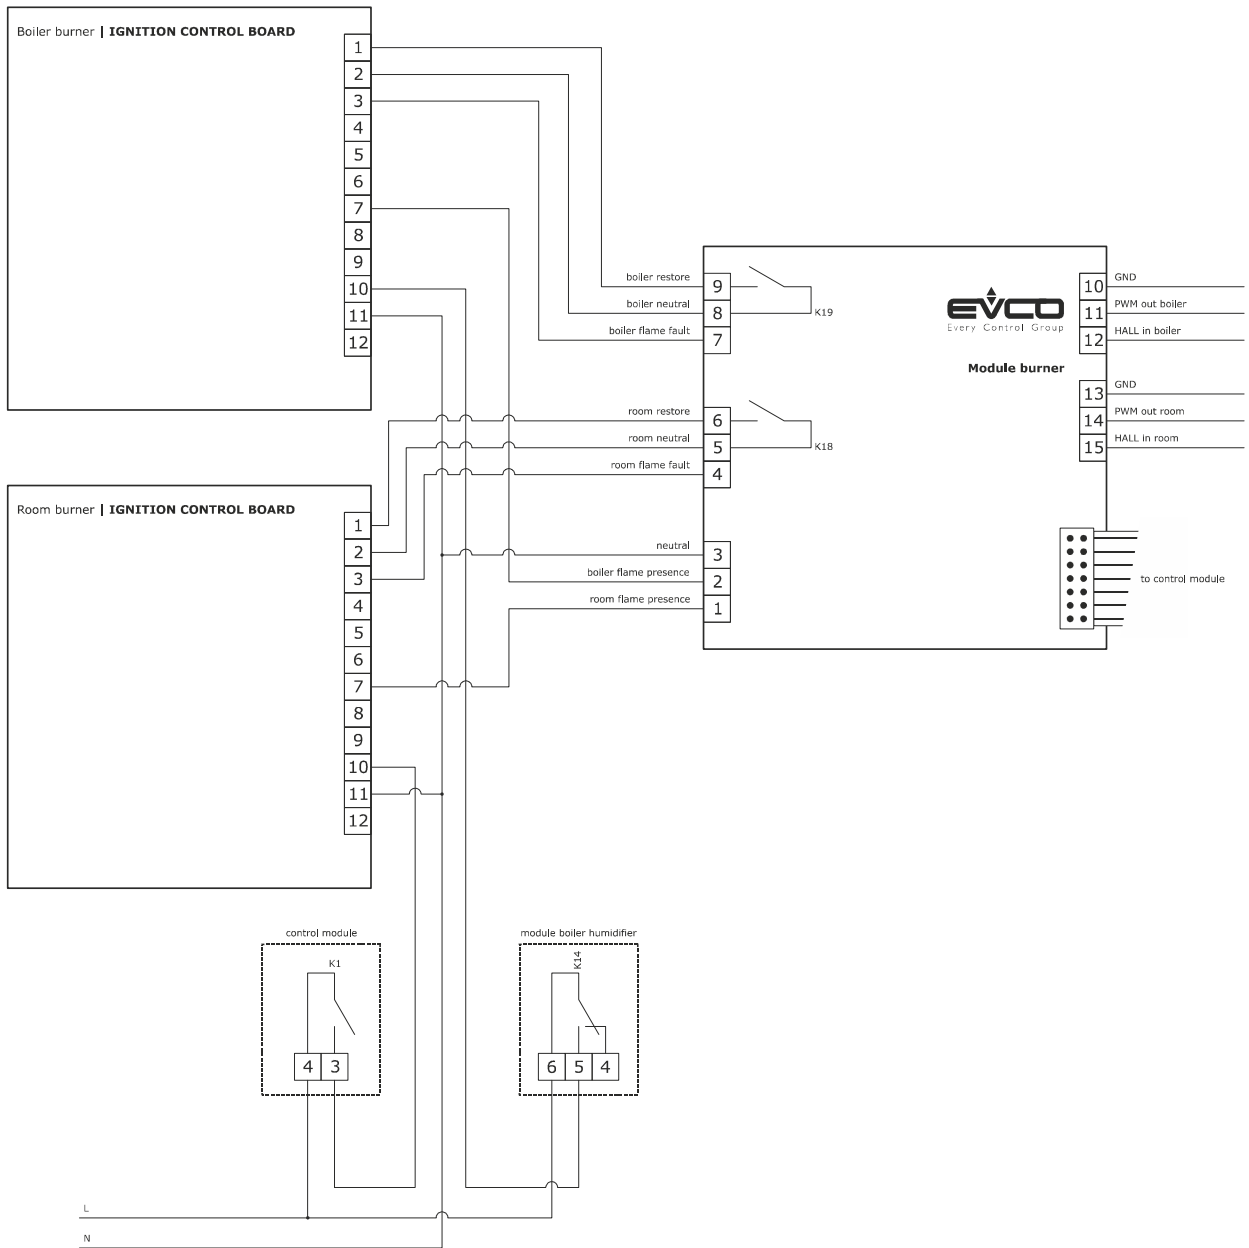 Boiler burner | IGNITION CONTROL BOARD
1
2
3
4
5
6
7
8
9
10
11
12
boiler restore
boiler neutral
boiler flame fault
room restore
room neutral
room flame fault
neutral
boiler flame presence
room flame presence
9
8
7
6
5
4
3
2
1
K19
K18
EVCO
Every Control Group
Module burner
10 GND
11 PWM out boiler
12 HALL in boiler
13 GND
14 PWM out room
15 HALL in room
to control module
Room burner | IGNITION CONTROL BOARD
1
2
3
4
5
6
7
8
9
10
11
12
control module
K1
4 3
module boiler humidifier
K14
6 5 4
L
N